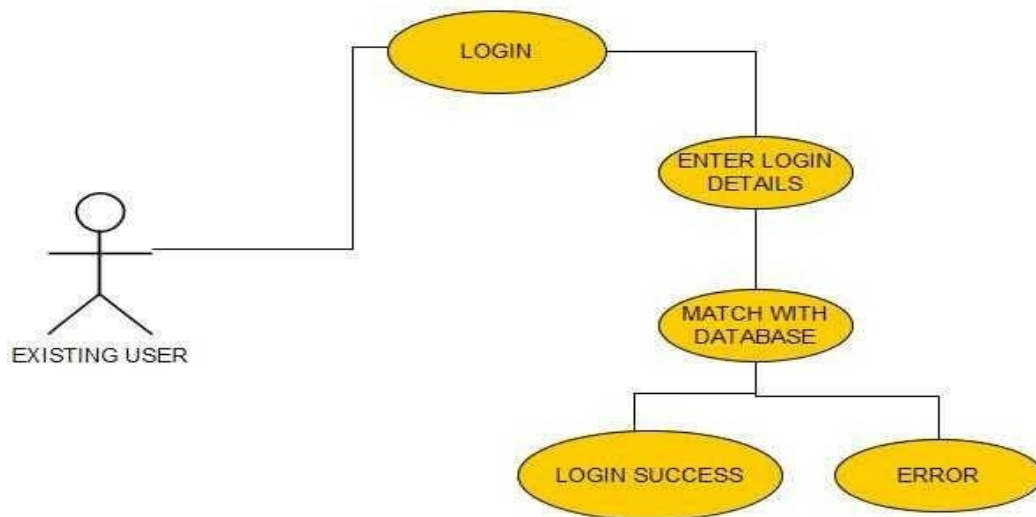 LOGIN
ENTER LOGIN
DETAILS
MATCH WITH
DATABASE
EXISTING USER
LOGIN SUCCESS
ERROR